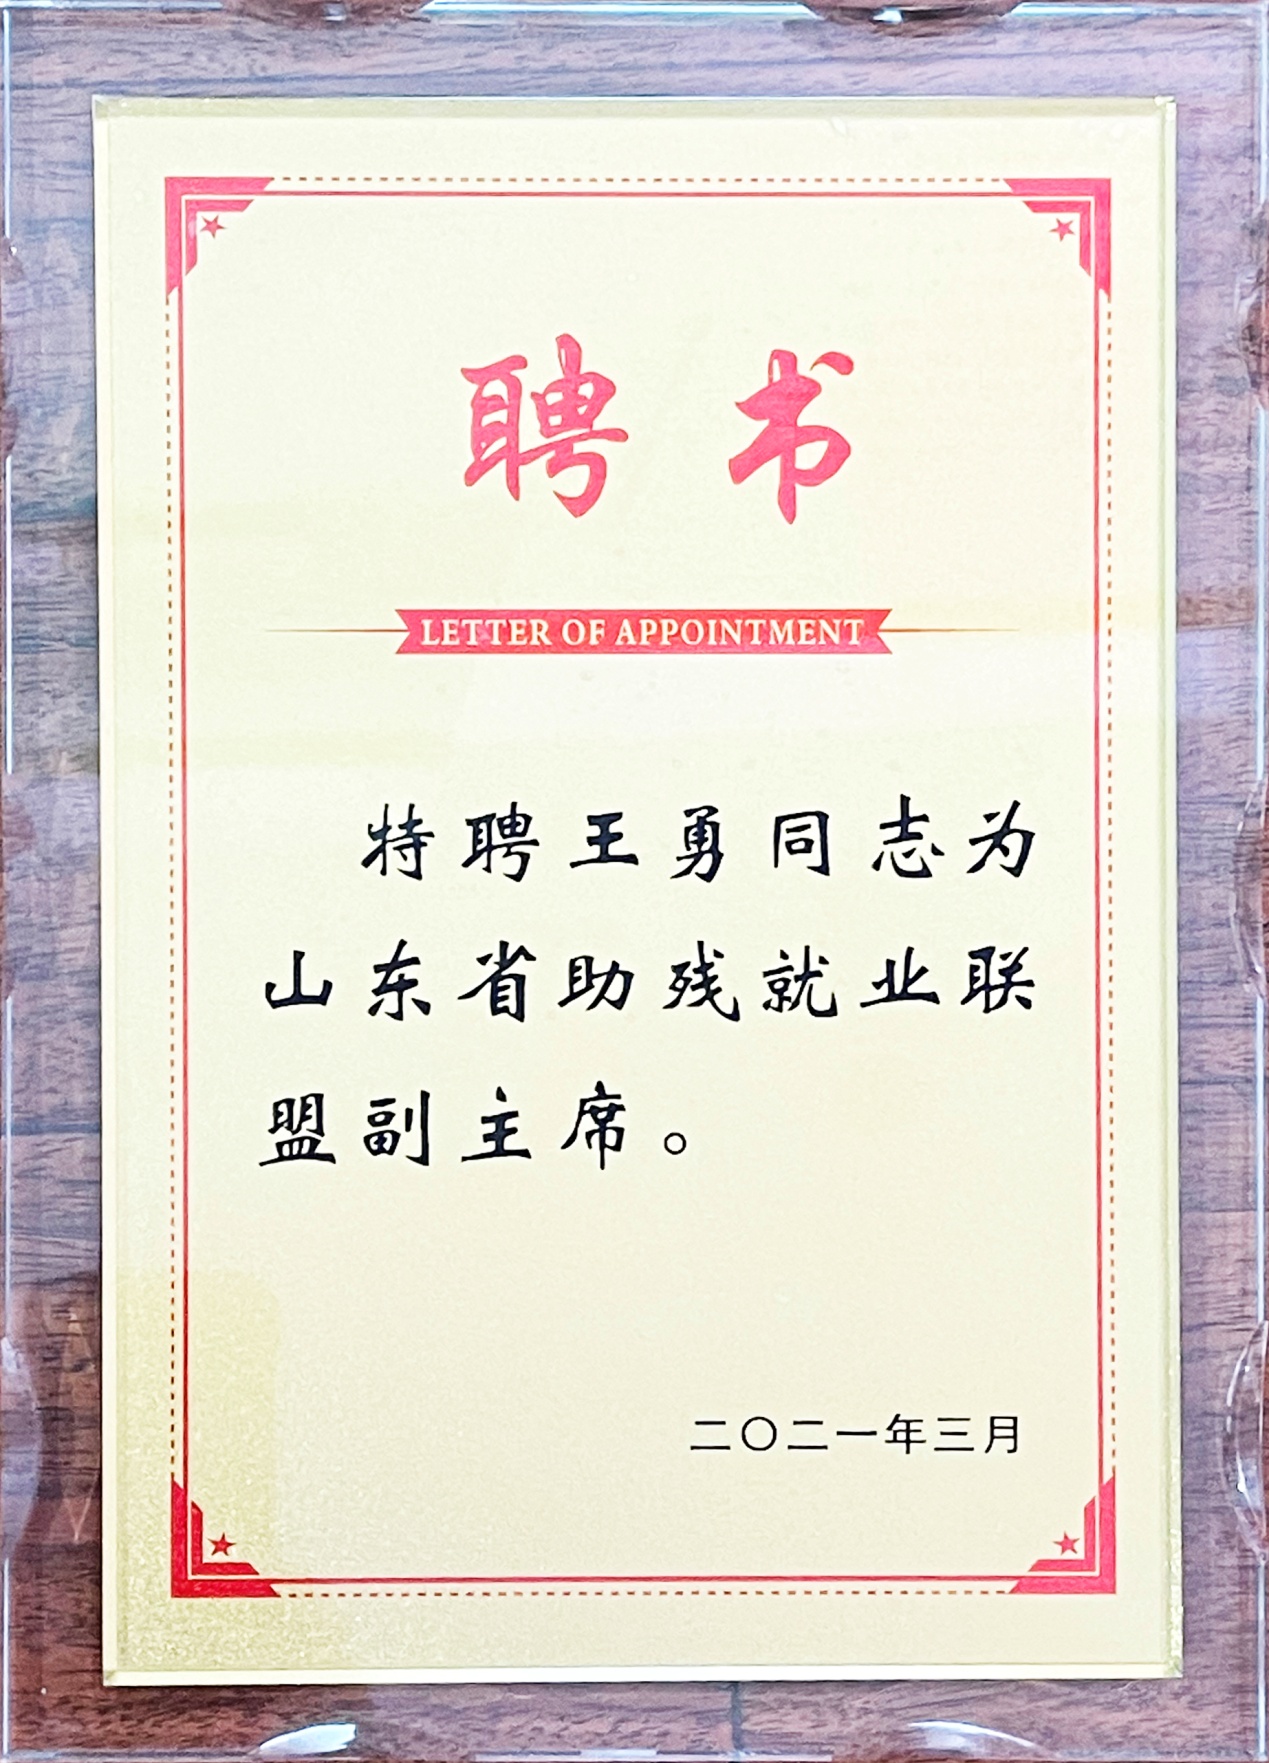 聘书
LETTER OF APPOINTMENT
特聘王勇同志为
山东省助残就业联
盟副主席。
二〇二一年三月